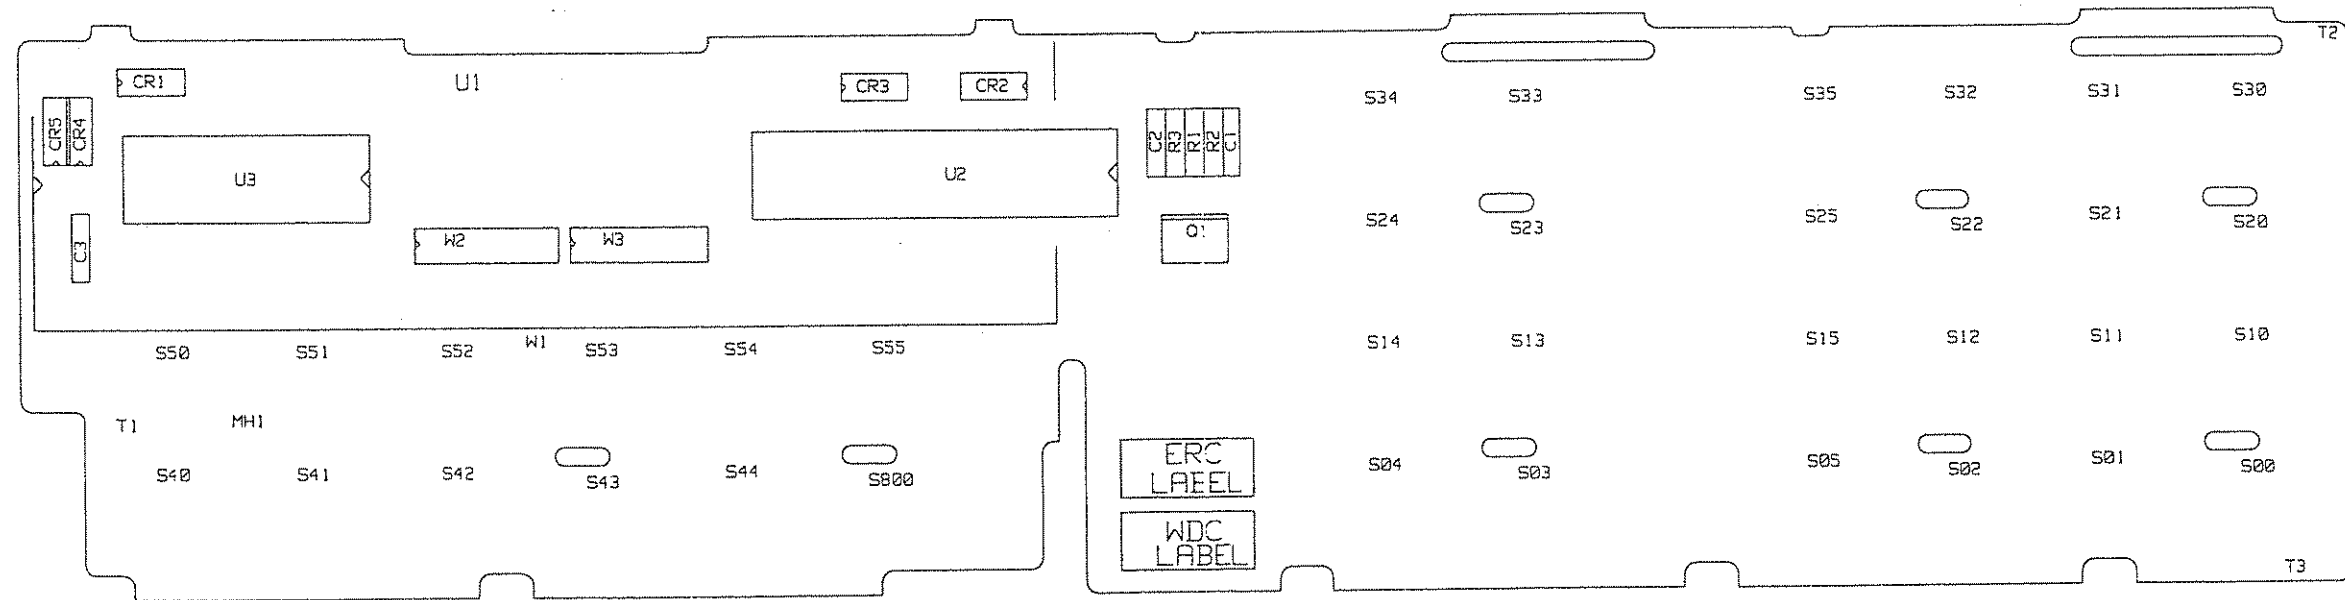 T2
CR1
U1
CR3
CR2
S34
S33
S35
S32
S31
S30
CR5
CR4
C2
R3
R1
R2
C1
U3
U2
S24
S23
S25
S22
S21
S20
C3
W2
W3
Q1
S50
S51
S52
W1
S53
S54
S55
S14
S13
S15
S12
S11
S10
T1
MH1
S40
S41
S42
S43
S44
S800
ERC
LABEL
S04
S03
S05
S02
S01
S00
WDC
LABEL
T3